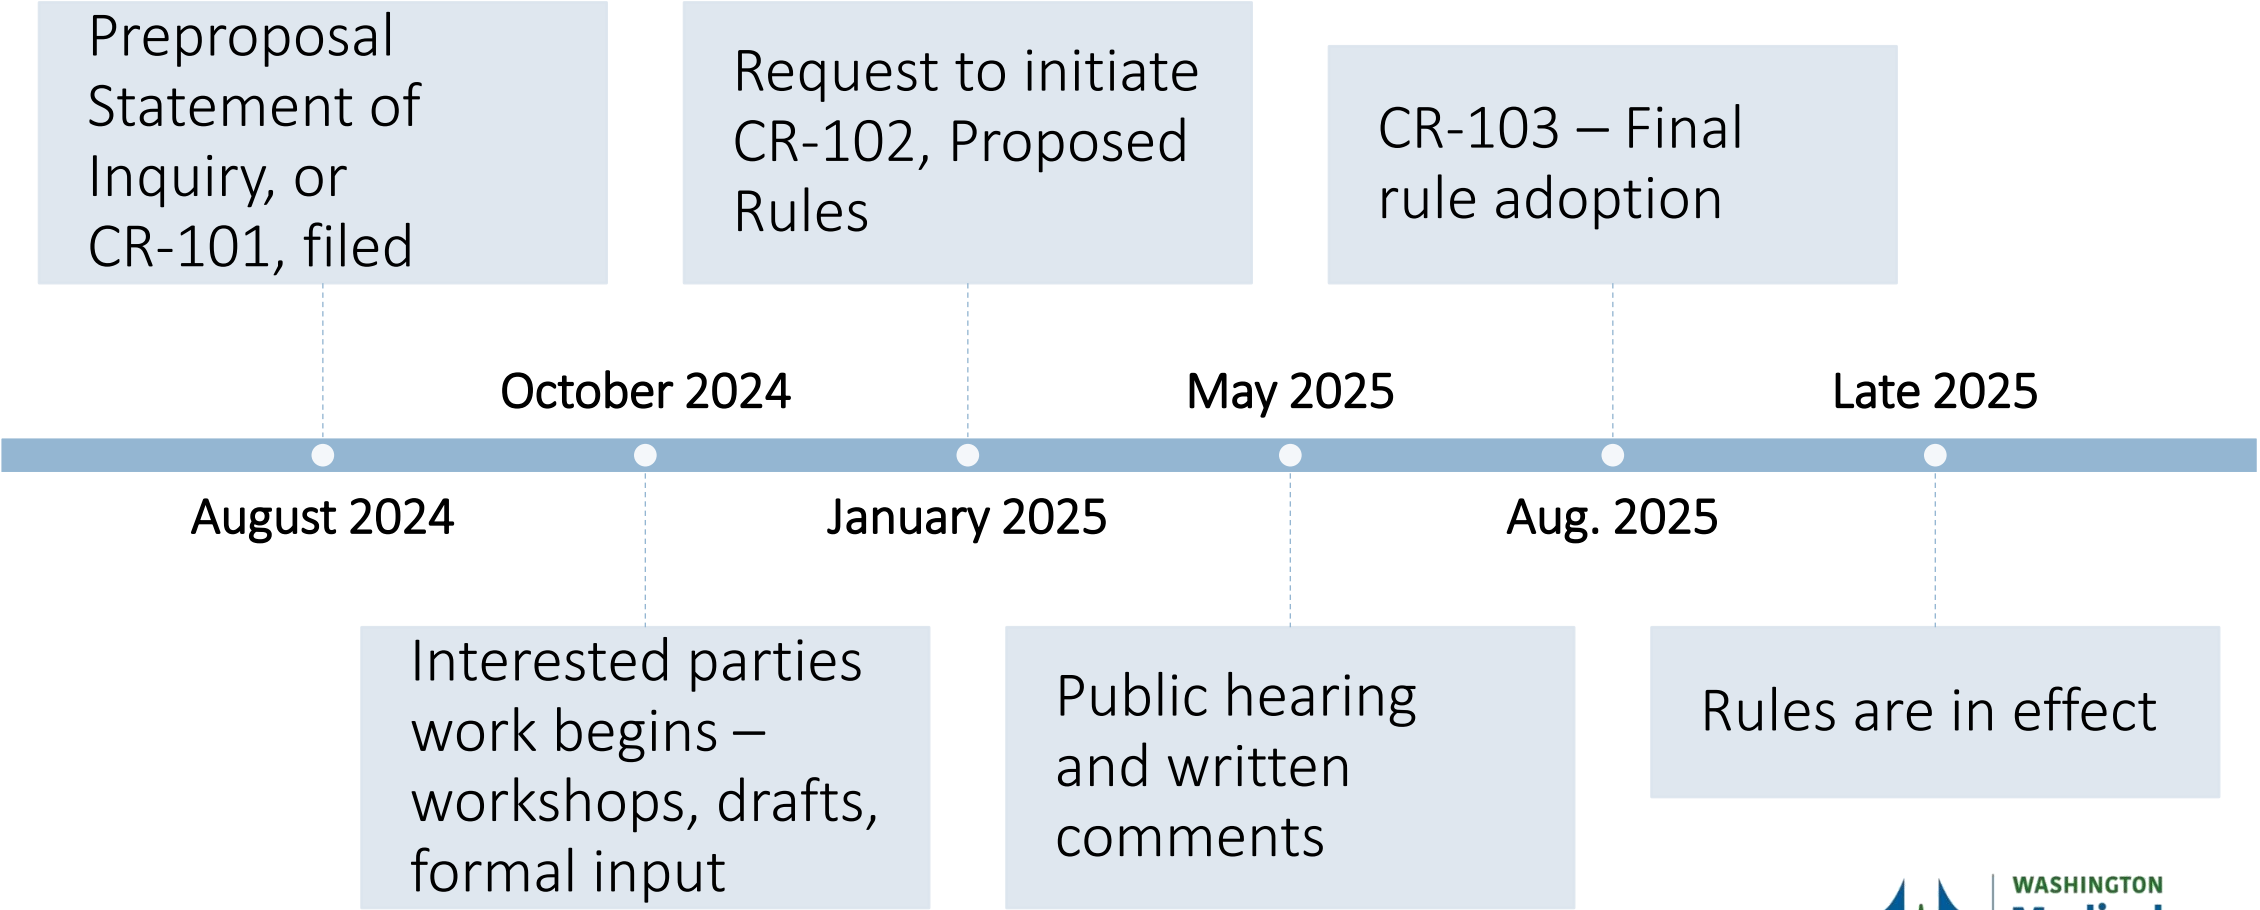 Preproposal
Statement of
Inquiry, or
CR-101, filed
Request to initiate
CR-102, Proposed
Rules
CR-103 – Final
rule adoption
October 2024
May 2025
Late 2025
August 2024
January 2025
Aug. 2025
Interested parties
work begins –
workshops, drafts,
formal input
Public hearing
and written
comments
Rules are in effect
WASHINGTON